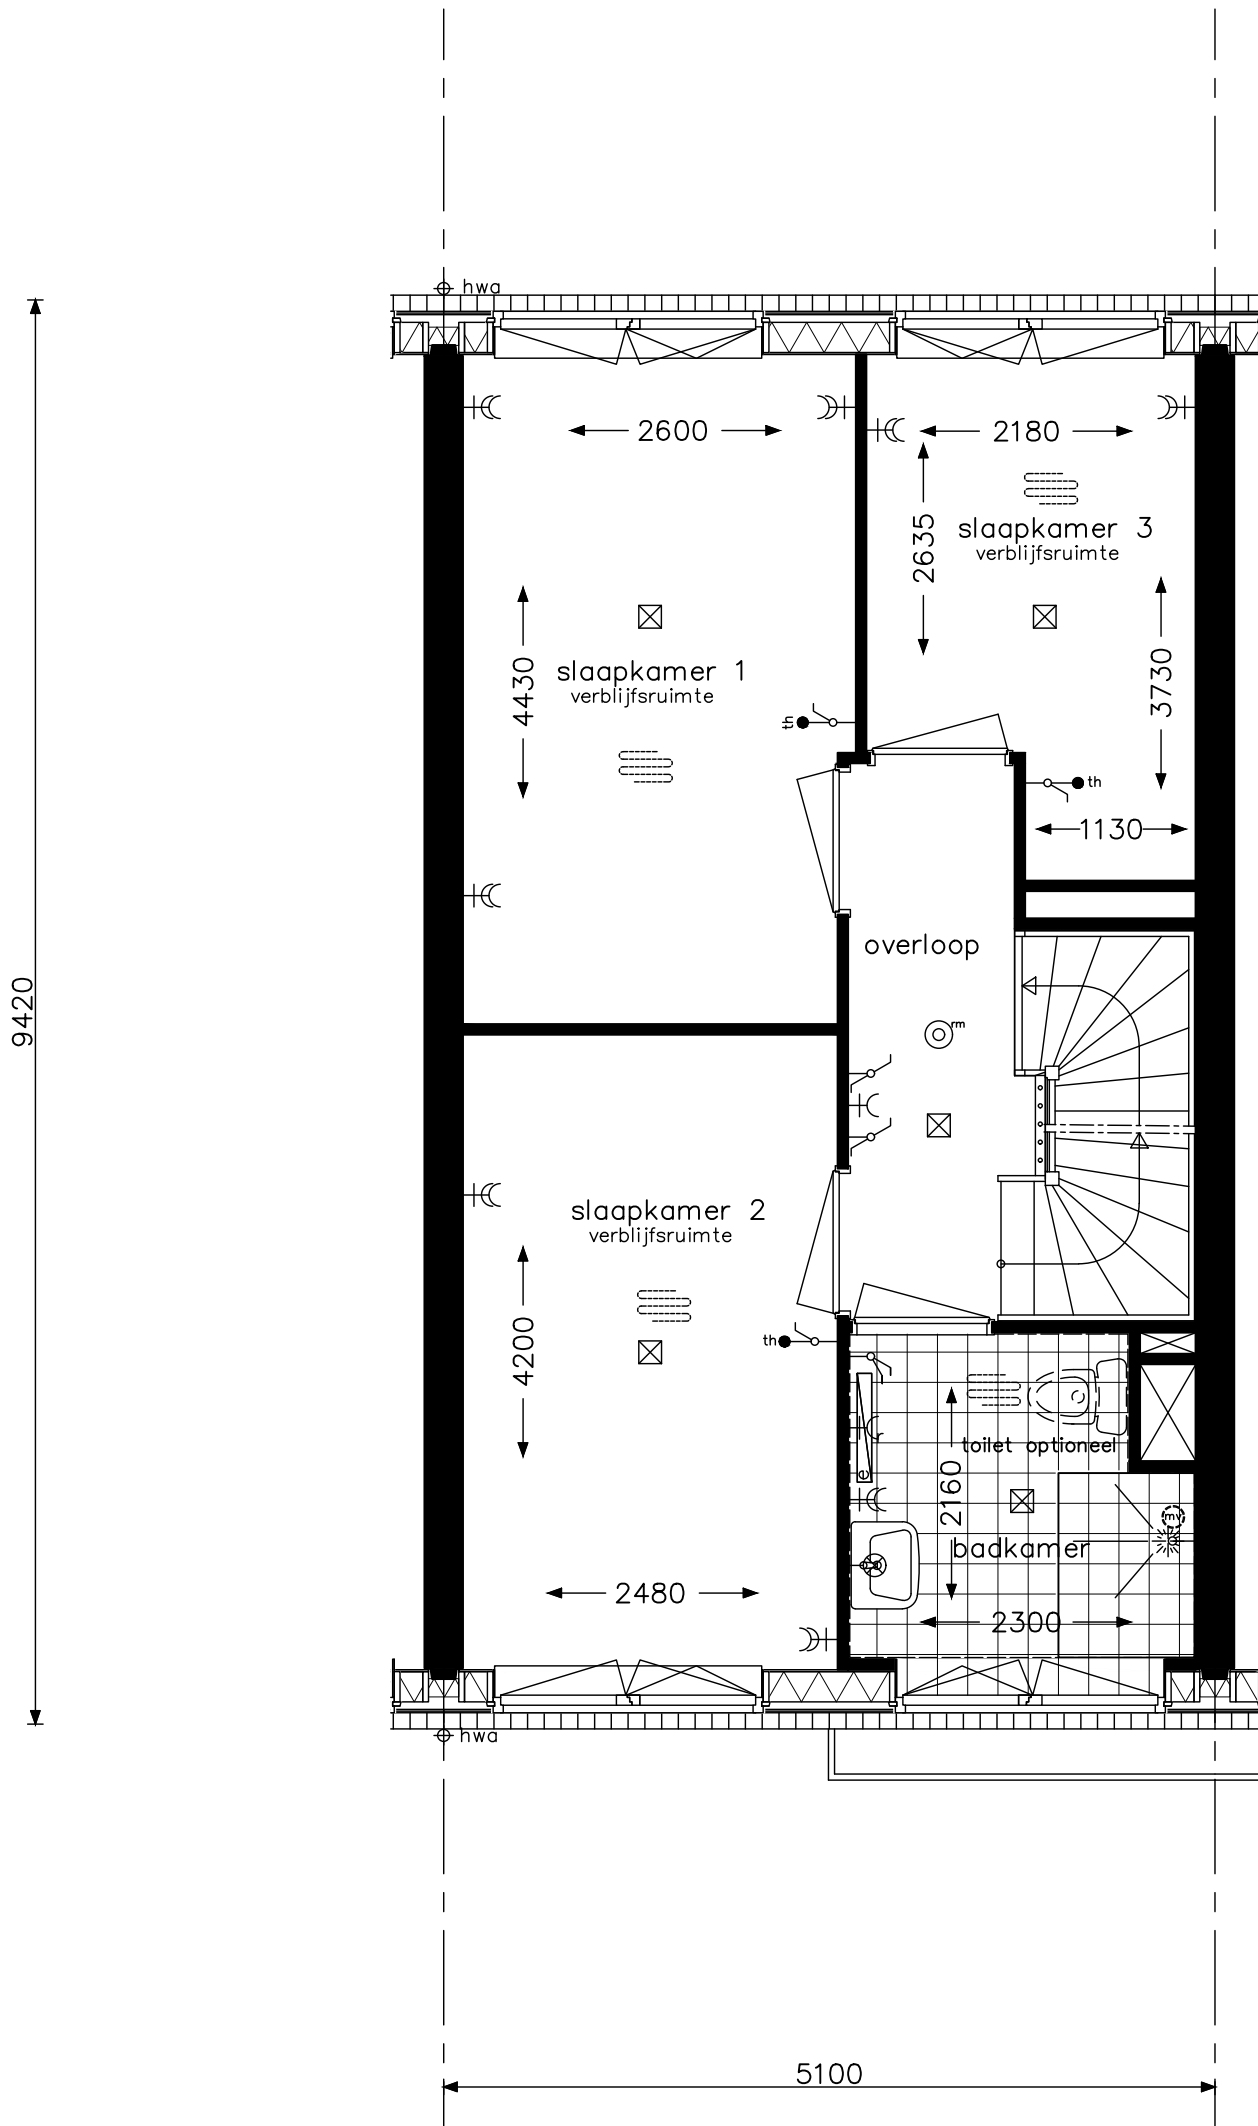 hwa
2600
2180
2635
slaapkamer 3
verblijfsruimte
3730
4430
slaapkamer 1
verblijfsruimte
th
th
1130
overloop
9420
rm
slaapkamer 2
verblijfsruimte
4200
th
toilet optioneel
e
2160
mv
badkamer
2480
2300
hwa
5100